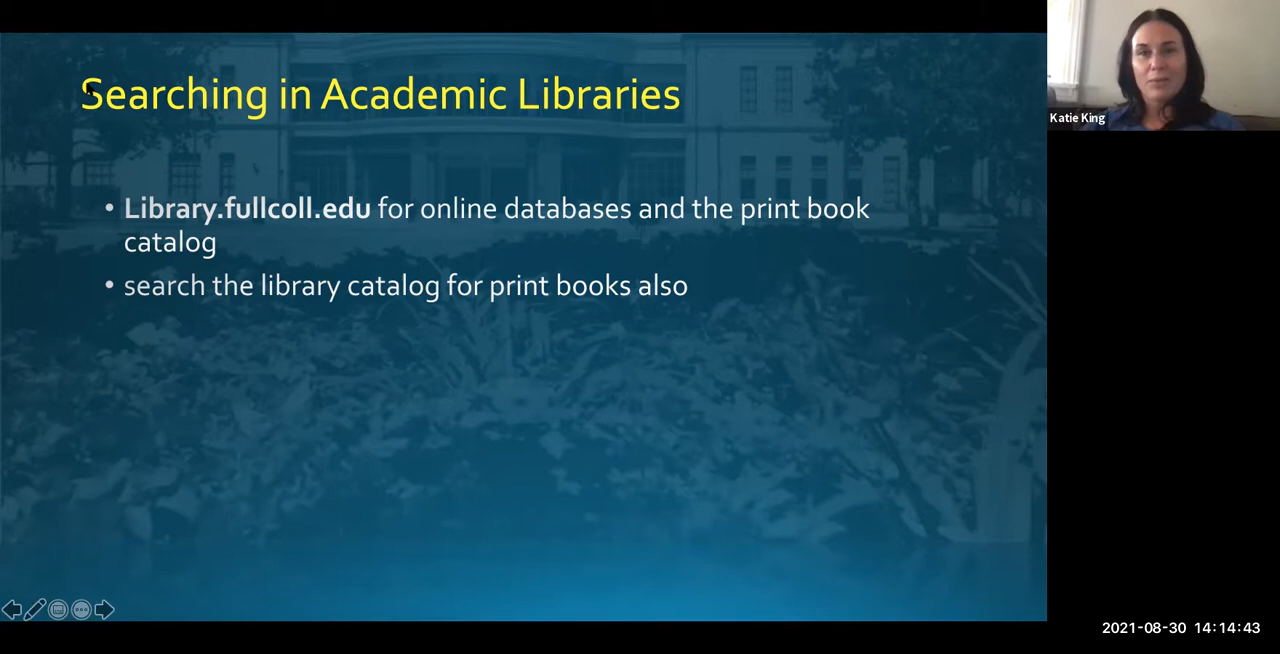 Searching in Academic Libraries
• Library.fullcoll.edu for online databases and the print book
catalog
• search the library catalog for print books also
Katie King
2021-08-30 14:14:43